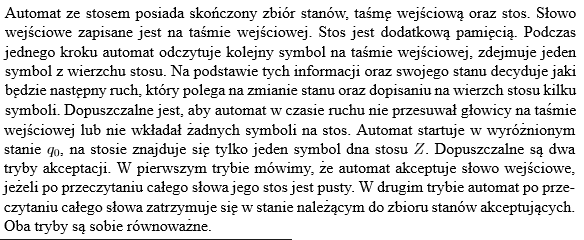 Automat ze stosem posiada skończony zbiór stanów, taśmę wejściową oraz stos. Słowo
wejściowe zapisane jest na taśmie wejściowej. Stos jest dodatkową pamięcią. Podczas
jednego kroku automat odczytuje kolejny symbol na taśmie wejściowej, zdejmuje jeden
symbol z wierzchu stosu. Na podstawie tych informacji oraz swojego stanu decyduje jaki
będzie następny ruch, który polega na zmianie stanu oraz dopisaniu na wierzch stosu kilku
symboli. Dopuszczalne jest, aby automat w czasie ruchu nie przesuwał głowicy na taśmie
wejściowej lub nie wkładał żadnych symboli na stos. Automat startuje w wyróżnionym
stanie q₀, na stosie znajduje się tylko jeden symbol dna stosu Z. Dopuszczalne są dwa
tryby akceptacji. W pierwszym trybie mówimy, że automat akceptuje słowo wejściowe,
jeżeli po przeczytaniu całego słowa jego stos jest pusty. W drugim trybie automat po prze-
czytaniu całego słowa zatrzymuje się w stanie należącym do zbioru stanów akceptujących.
Oba tryby są sobie równoważne.